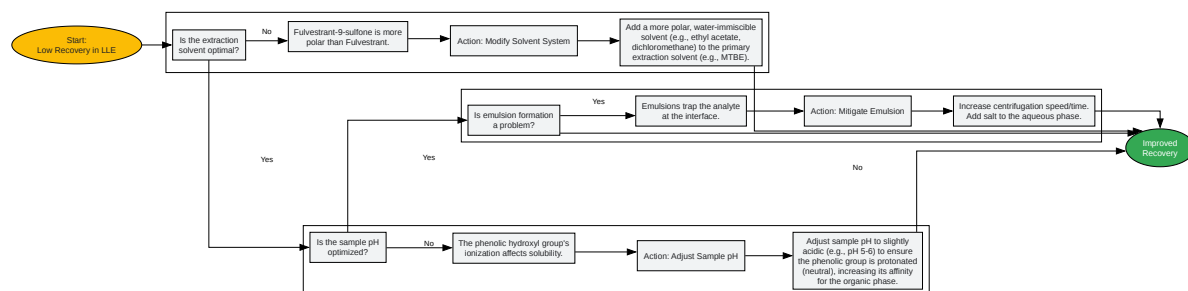 Start:
Low Recovery in LLE
Is the extraction
solvent optimal?
No
Fulvestrant-9-sulfone is more
polar than Fulvestrant.
Action: Modify Solvent System
Add a more polar, water-immiscible
solvent (e.g., ethyl acetate,
dichloromethane) to the primary
extraction solvent (e.g., MTBE).
Is emulsion formation
a problem?
Yes
Emulsions trap the analyte
at the interface.
Action: Mitigate Emulsion
Increase centrifugation speed/time.
Add salt to the aqueous phase.
Improved
Recovery
Yes
Yes
No
Is the sample pH
optimized?
No
The phenolic hydroxyl group's
ionization affects solubility.
Action: Adjust Sample pH
Adjust sample pH to slightly
acidic (e.g., pH 5-6) to ensure
the phenolic group is protonated
(neutral), increasing its affinity
for the organic phase.